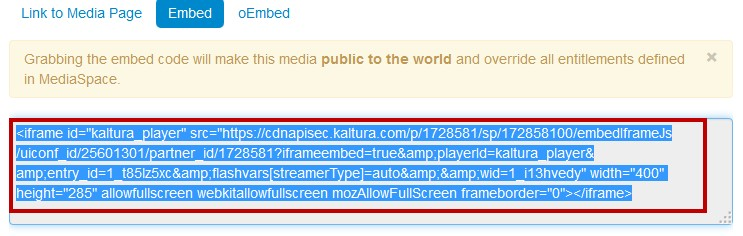 Link to Media Page Embed oEmbed
Grabbing the embed code will make this media public to the world and override all entitlements defined
in MediaSpace.
×
<iframe id="kaltura_player" src="https://cdnapisec.kaltura.com/p/1728581/sp/172858100/embedIframeJs
/uiconf_id/25601301/partner_id/1728581?iframeembed=true&amp;playerId=kaltura_player&
amp;entry_id=1_t85lz5xc&amp;flashvars[streamerType]=auto&amp;&amp;wid=1_i13hvedy" width="400"
height="285" allowfullscreen webkitallowfullscreen mozAllowFullScreen frameborder="0"></iframe>